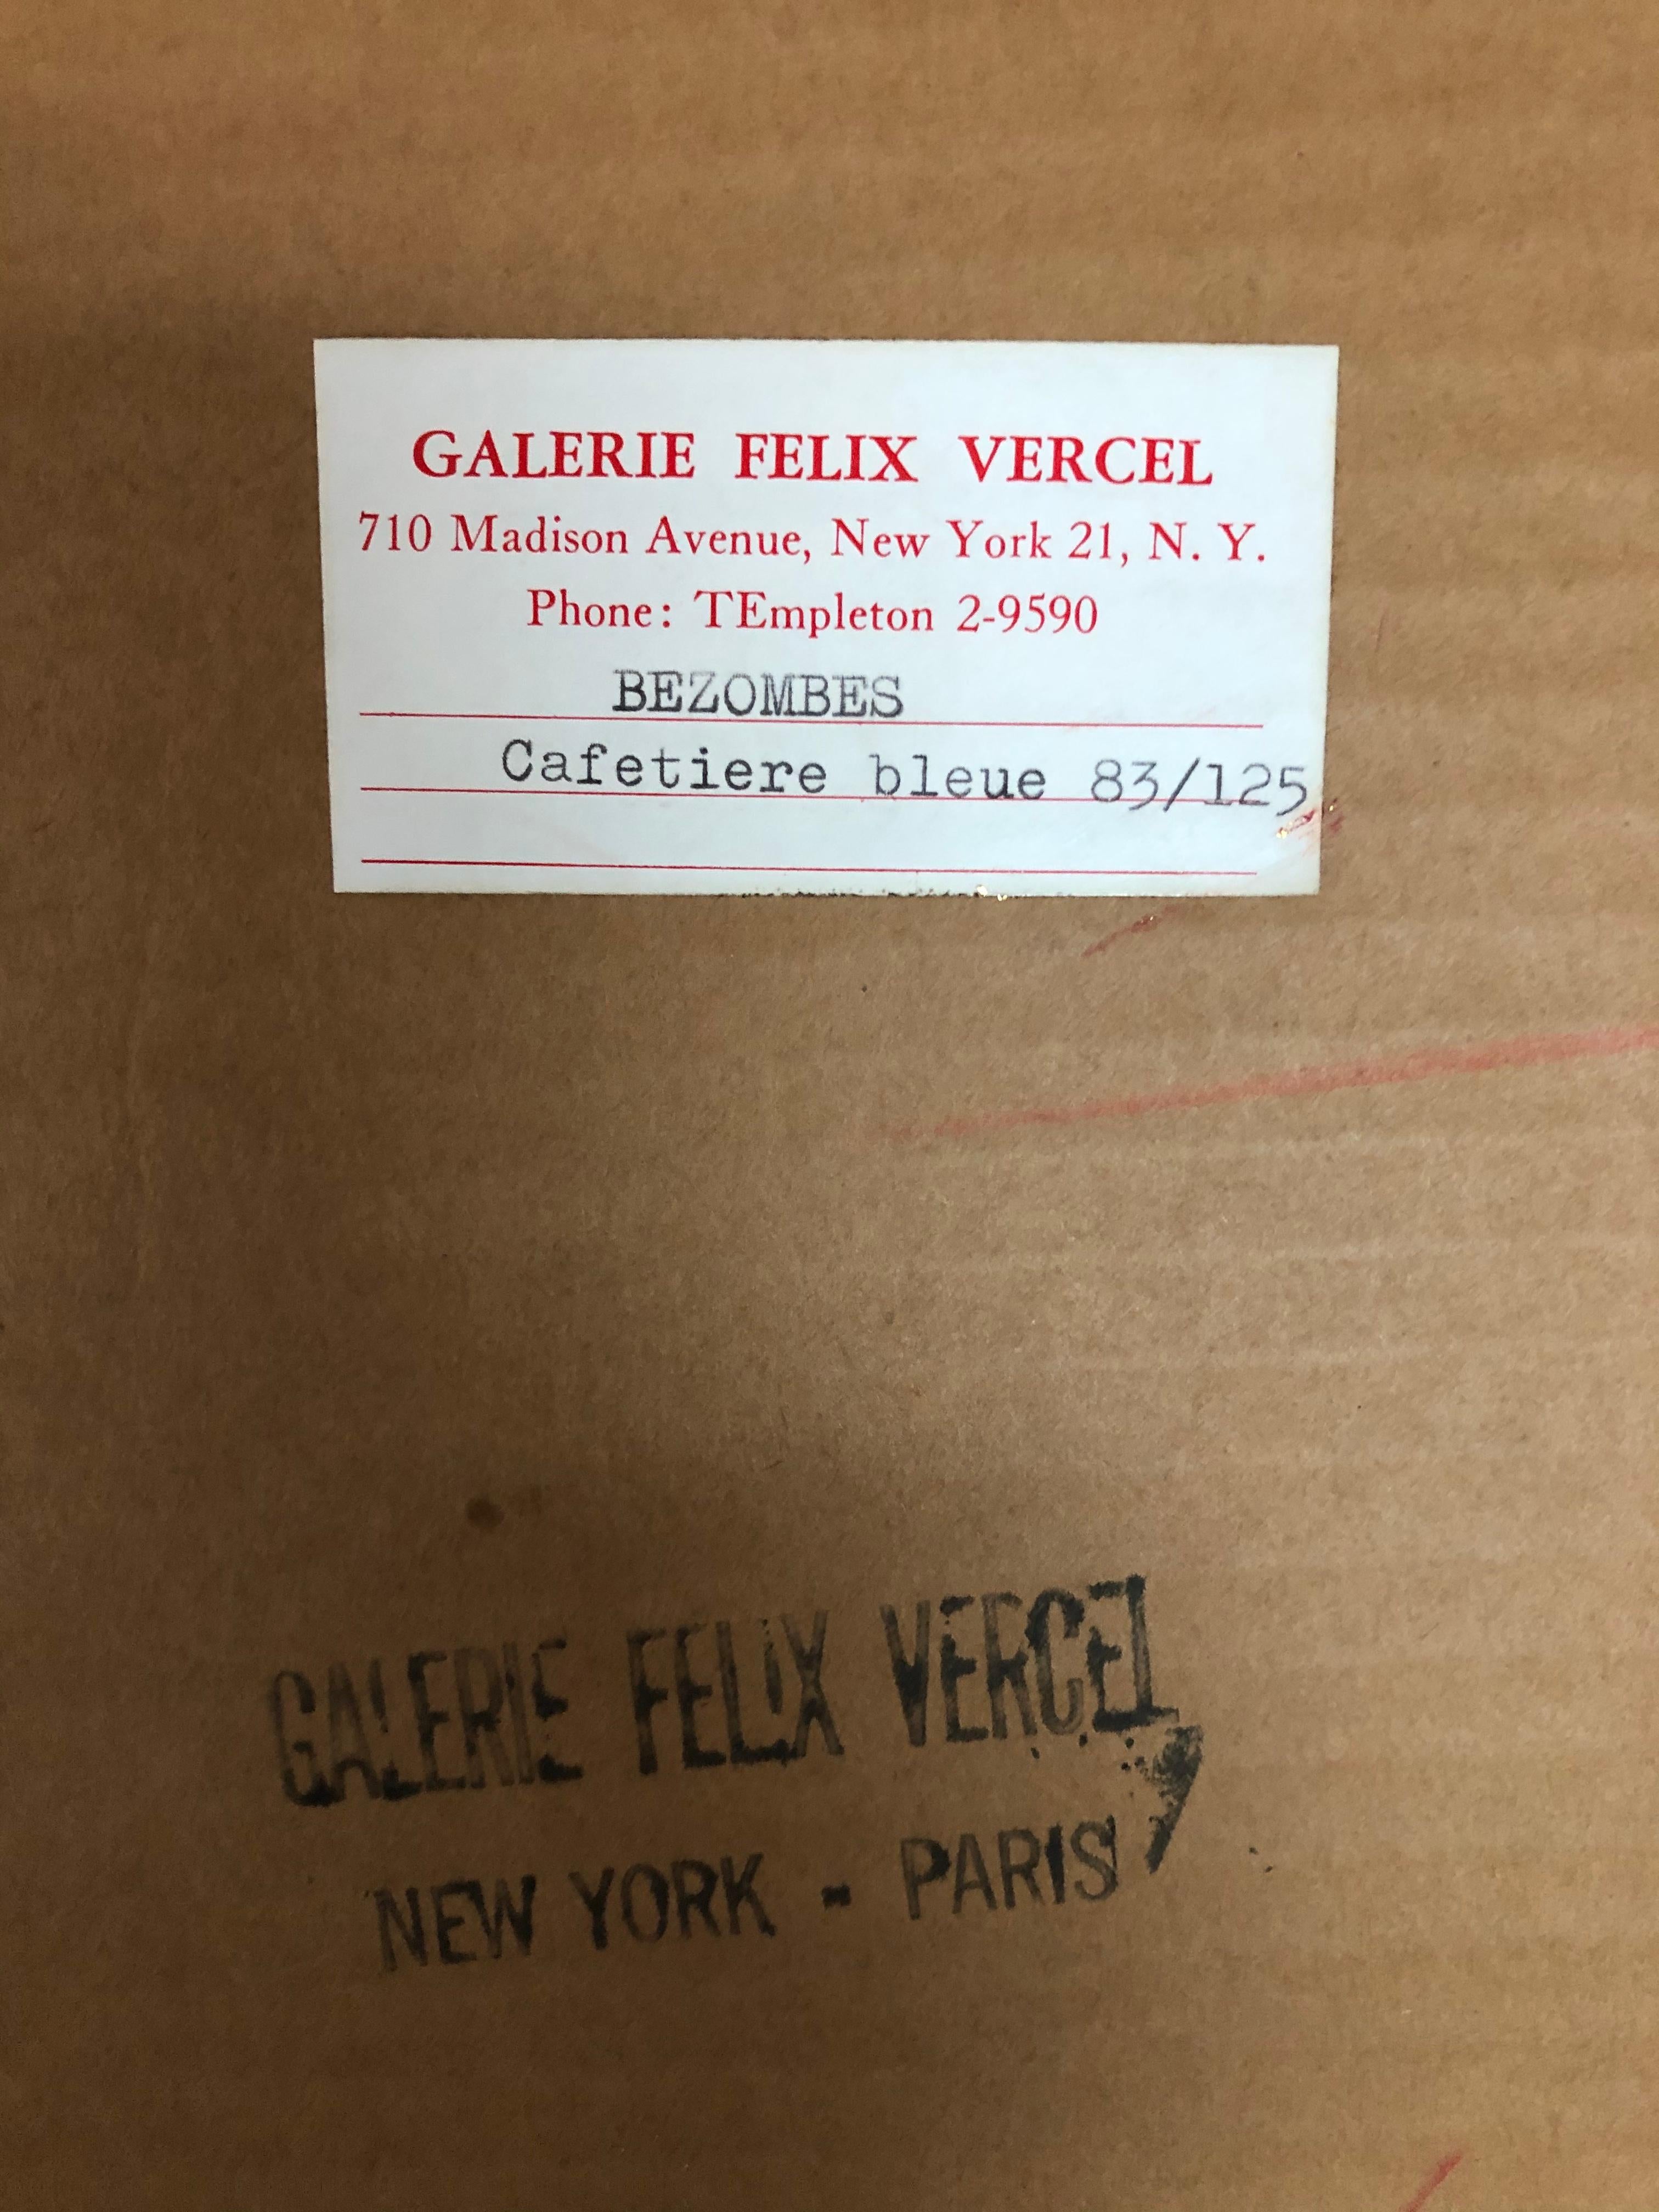 GALERIE FELIX VERCEL
710 Madison Avenue, New York 21, N. Y.
Phone: TEmpleton 2-9590
BEZOMBES
Cafetiere bleue 83/125
GALERIE FELIX VERCEL
NEW YORK - PARIS